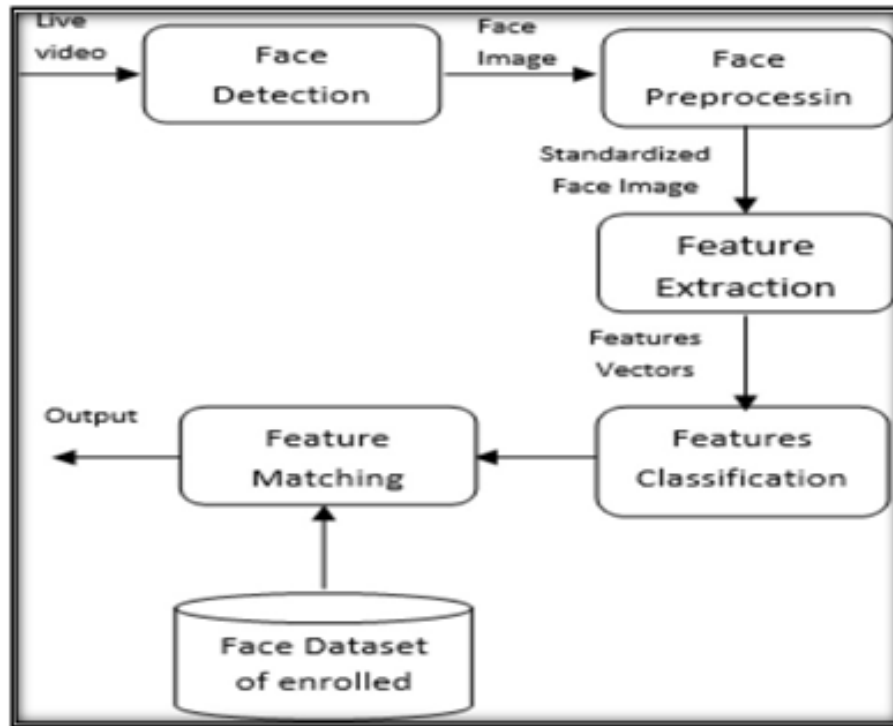 Live
video
Face
Detection
Face
Image
Face
Preprocessin
Standardized
Face Image
Feature
Extraction
Features
Vectors
Features
Classification
Feature
Matching
Output
Face Dataset
of enrolled